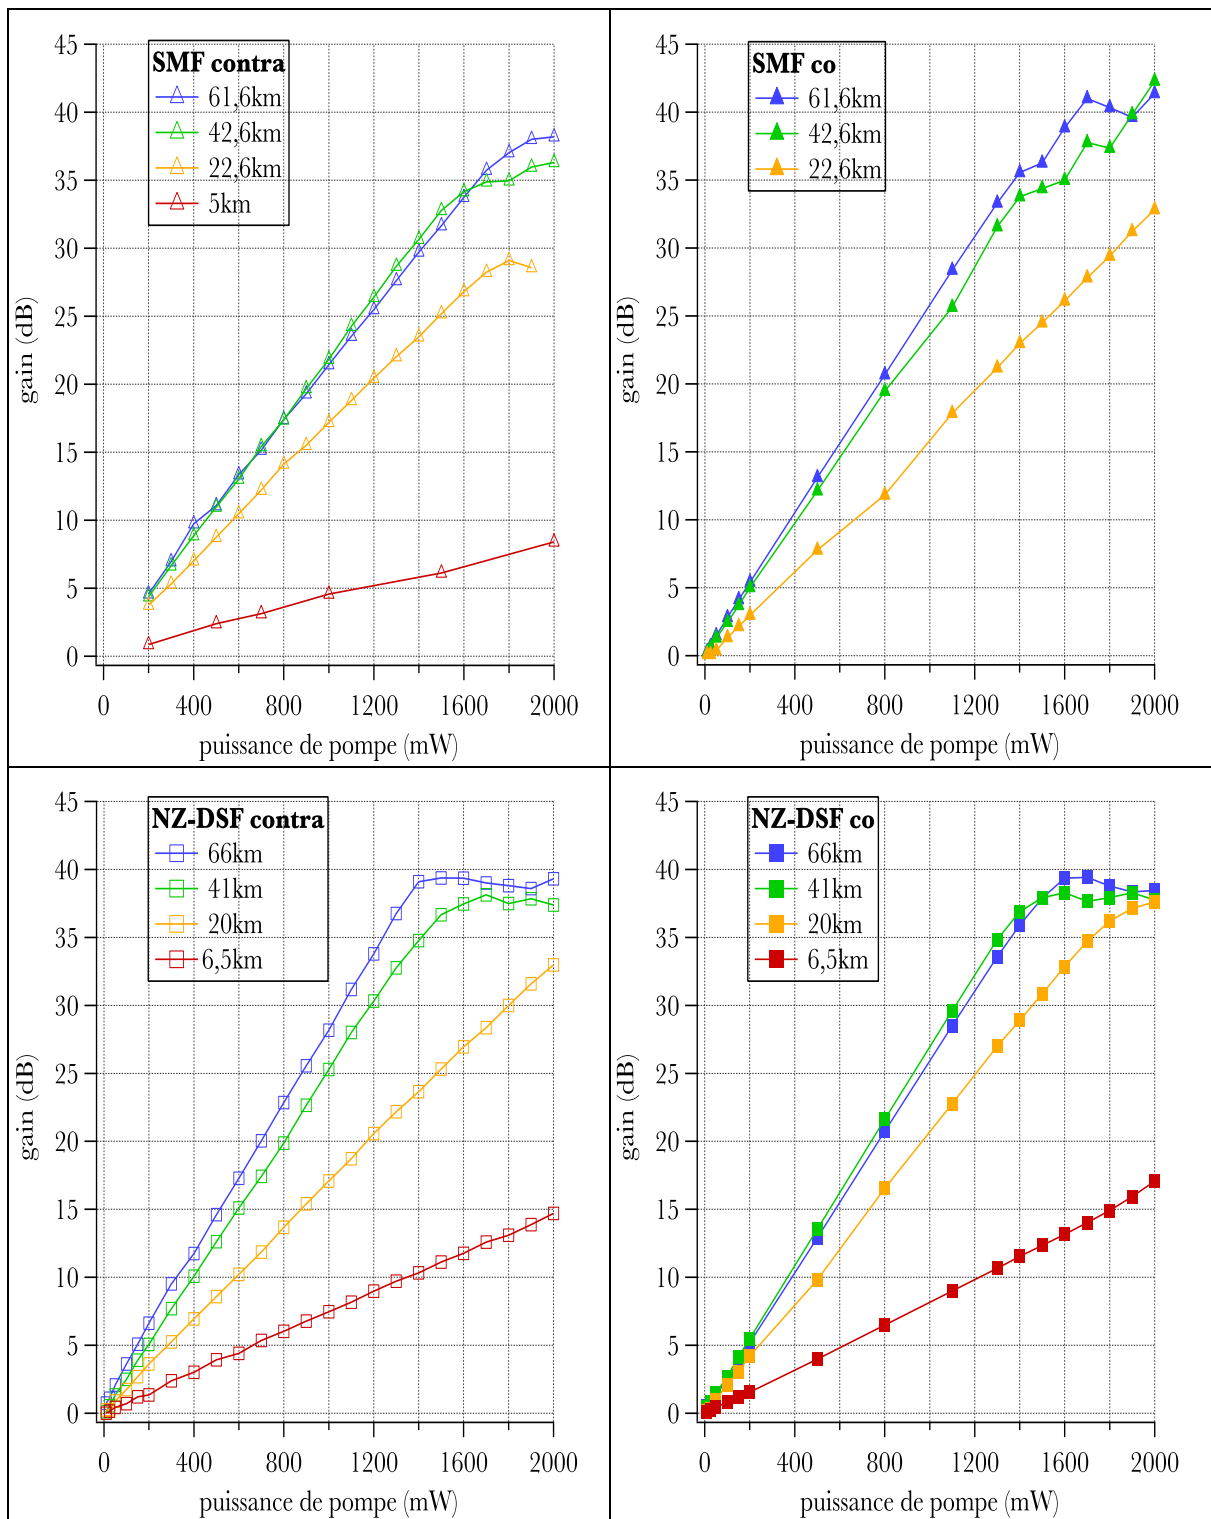 SMF contra
61,6km
42,6km
22,6km
5km
45
40
35
30
25
20
15
10
5
0
gain (dB)
0 400 800 1200 1600 2000
puissance de pompe (mW)
SMF co
61,6km
42,6km
22,6km
45
40
35
30
25
20
15
10
5
0
gain (dB)
0 400 800 1200 1600 2000
puissance de pompe (mW)
NZ-DSF contra
66km
41km
20km
6,5km
45
40
35
30
25
20
15
10
5
0
gain (dB)
0 400 800 1200 1600 2000
puissance de pompe (mW)
NZ-DSF co
66km
41km
20km
6,5km
45
40
35
30
25
20
15
10
5
0
gain (dB)
0 400 800 1200 1600 2000
puissance de pompe (mW)